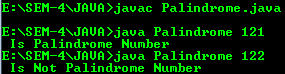 E:\SEM-4\JAVA>javac Palindrome.java
E:\SEM-4\JAVA>java Palindrome 121
Is Palindrome Number
E:\SEM-4\JAVA>java Palindrome 122
Is Not Palindrome Number